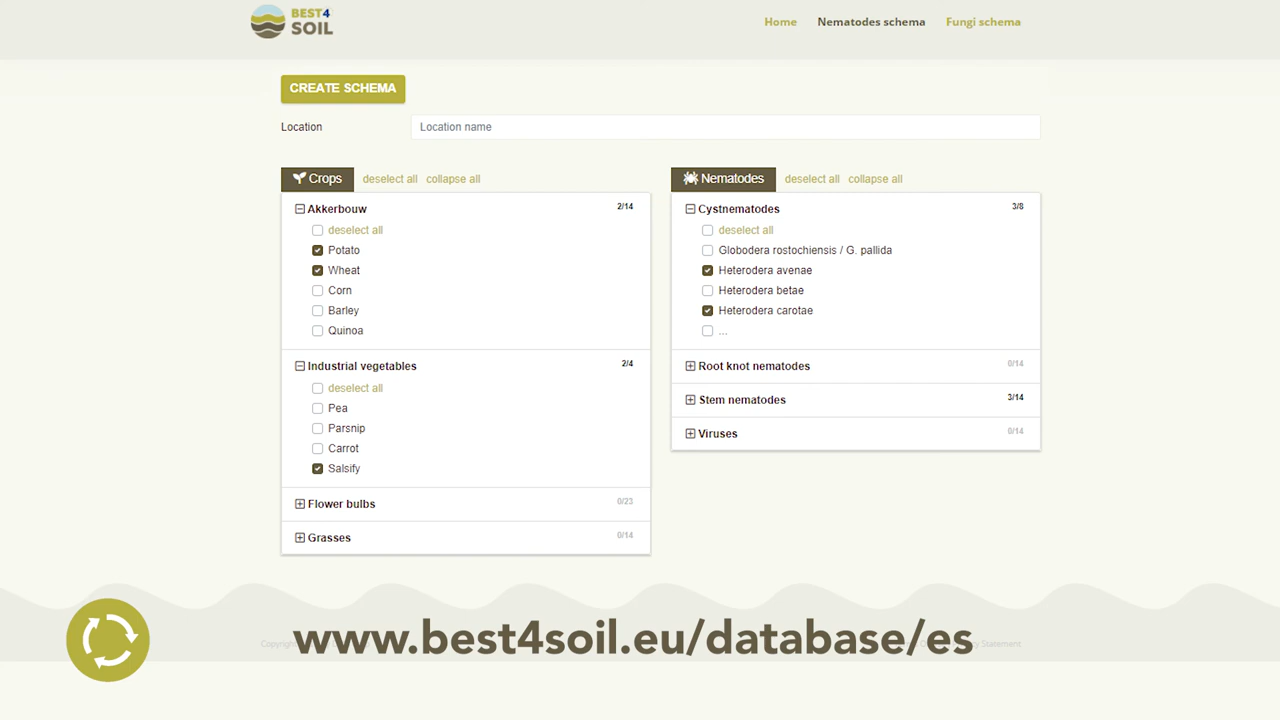 BEST4
SOIL
Home Nematodes schema Fungi schema
CREATE SCHEMA
Location Location name
Crops deselect all collapse all
Akkerbouw 2/14
deselect all
Potato
Wheat
Corn
Barley
Quinoa
Industrial vegetables 2/4
deselect all
Pea
Parsnip
Carrot
Salsify
Flower bulbs 0/23
Grasses 0/14
Nematodes deselect all collapse all
Cystnematodes 3/8
deselect all
Globodera rostochiensis / G. pallida
Heterodera avenae
Heterodera betae
Heterodera carotae
...
Root knot nematodes 0/14
Stem nematodes 3/14
Viruses 0/14
www.best4soil.eu/database/es
Statement